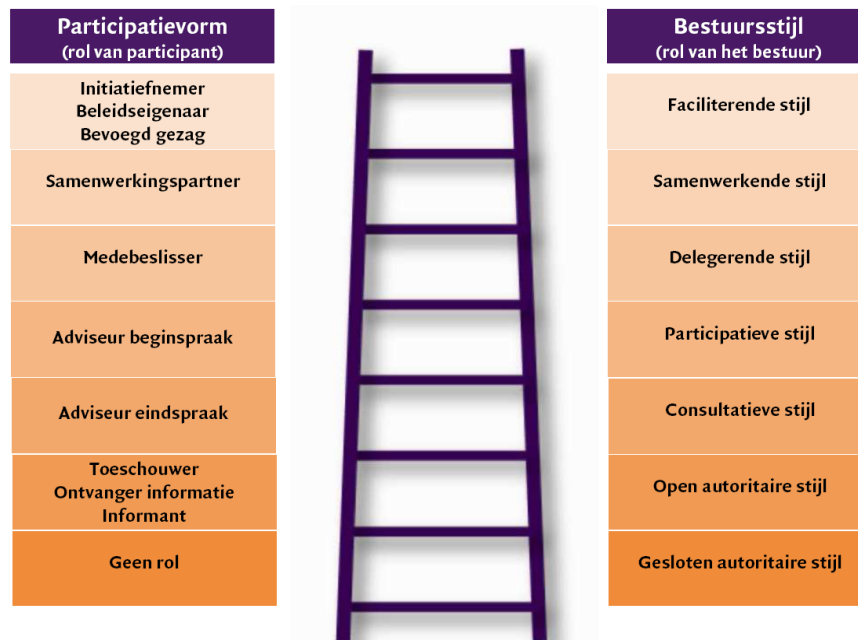 Participatievorm
(rol van participant)
Initiatiefnemer
Beleidseigenaar
Bevoegd gezag
Samenwerkingspartner
Medebeslisser
Adviseur beginspraak
Adviseur eindspraak
Toeschouwer
Ontvanger informatie
Informant
Geen rol
Bestuursstijl
(rol van het bestuur)
Faciliterende stijl
Samenwerkende stijl
Delegerende stijl
Participatieve stijl
Consultatieve stijl
Open autoritaire stijl
Gesloten autoritaire stijl